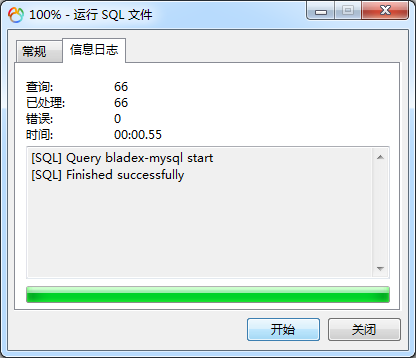 100% - 运行 SQL 文件
常规 信息日志
查询: 66
已处理: 66
错误: 0
时间: 00:00.55
[SQL] Query bladex-mysql start
[SQL] Finished successfully
开始 关闭